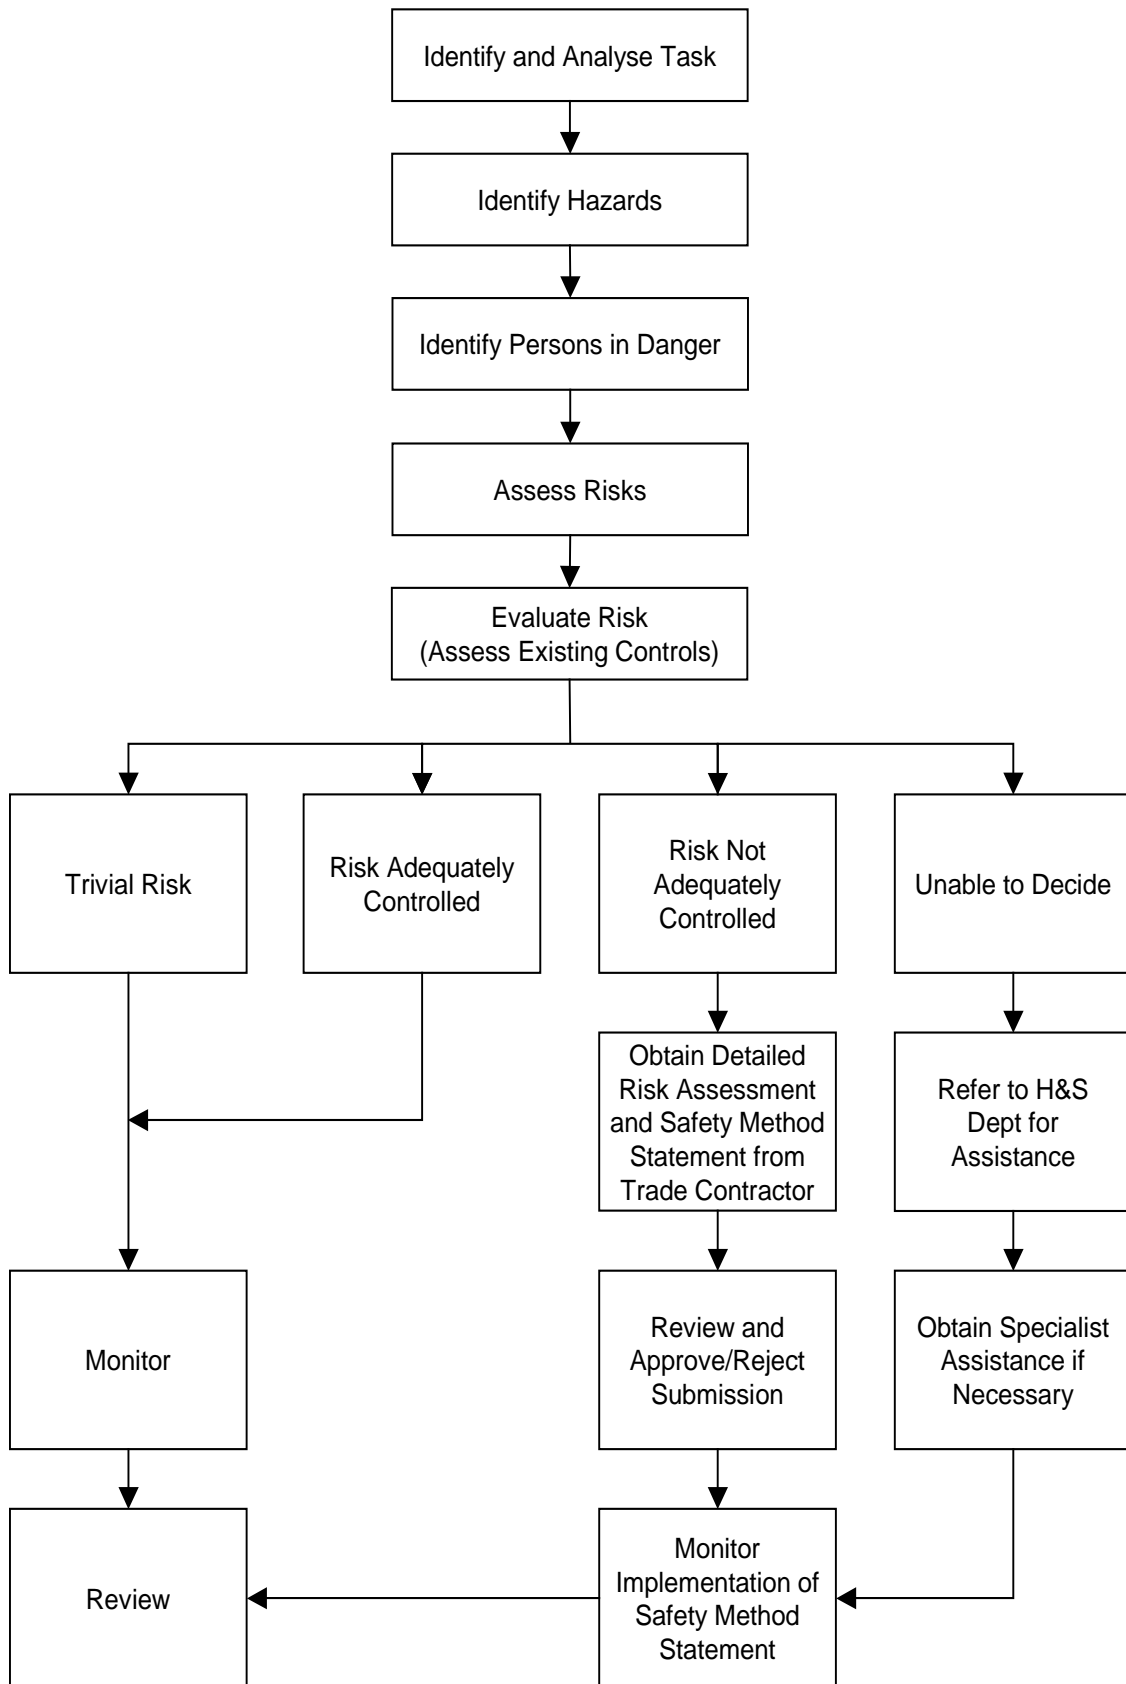 Identify and Analyse Task
Identify Hazards
Identify Persons in Danger
Assess Risks
Evaluate Risk
(Assess Existing Controls)
Trivial Risk
Risk Adequately
Controlled
Risk Not
Adequately
Controlled
Unable to Decide
Obtain Detailed
Risk Assessment
and Safety Method
Statement from
Trade Contractor
Refer to H&S
Dept for
Assistance
Monitor
Review and
Approve/Reject
Submission
Obtain Specialist
Assistance if
Necessary
Review
Monitor
Implementation of
Safety Method
Statement